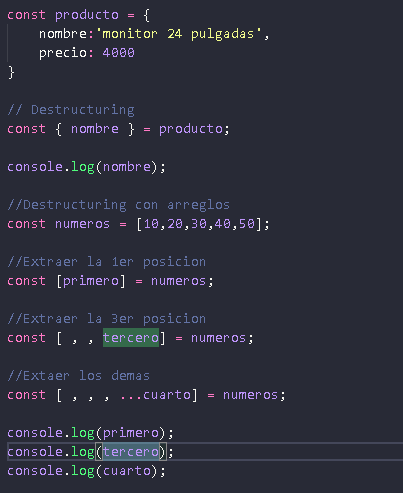 const producto = {
nombre:'monitor 24 pulgadas',
precio: 4000
}
// Destructuring
const { nombre } = producto;
console.log(nombre);
//Destructuring con arreglos
const numeros = [10,20,30,40,50];
//Extraer la 1er posicion
const [primero] = numeros;
//Extraer la 3er posicion
const [ , , tercero] = numeros;
//Extaer los demas
const [ , , , ...cuarto] = numeros;
console.log(primero);
console.log(tercero);
console.log(cuarto);